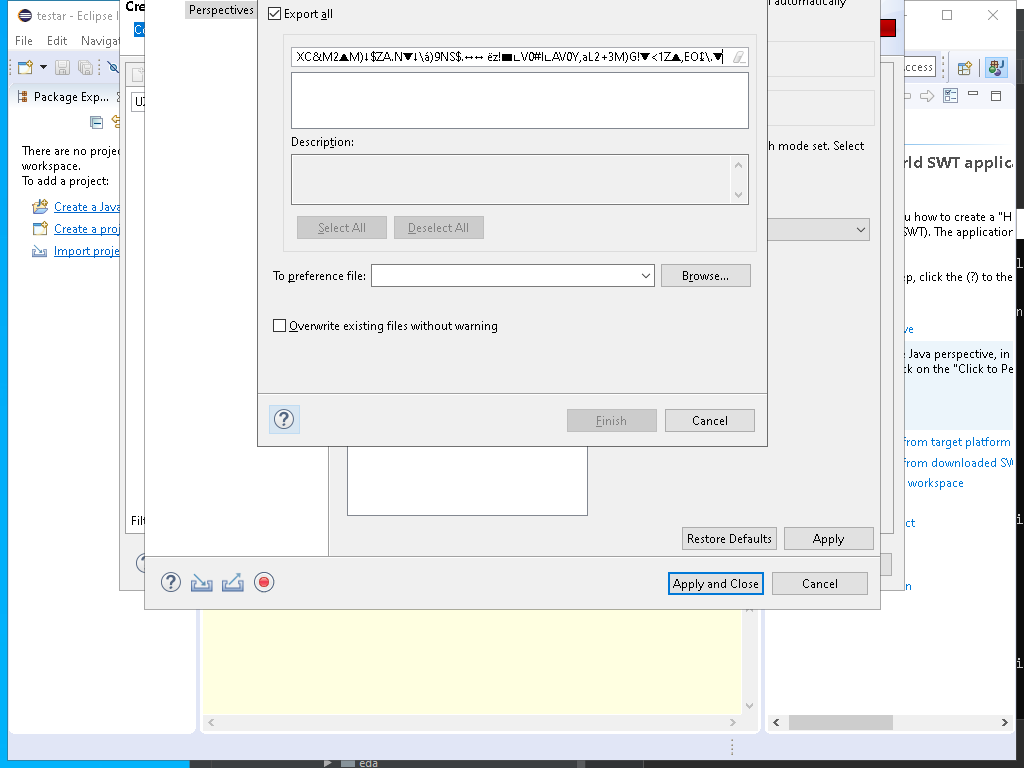 testar - Eclipse
Cre
Perspectives
Export all
automatically
File Edit Navigat
XC&M2▲M)↓$ZA.N▼↓\á)9NS$.↔↔ ëz!■∟V0#!∟AV0Y,aL2+3M)G!▼<1Z▲,EO
ccess
Package Exp...
Description:
h mode set. Select
There are no proje
workspace.
To add a project:
rld SWT applic
Create a Java
Create a proj
Import proje
Select All
Deselect All
u how to create a "H
SWT). The application
To preference file:
Browse...
ep, click the (?) to the
Overwrite existing files without warning
ve
Java perspective, in
ck on the "Click to Pe
Finish
Cancel
from target platform
from downloaded SW
workspace
Filt
ct
Restore Defaults
Apply
Apply and Close
Cancel
n
eda